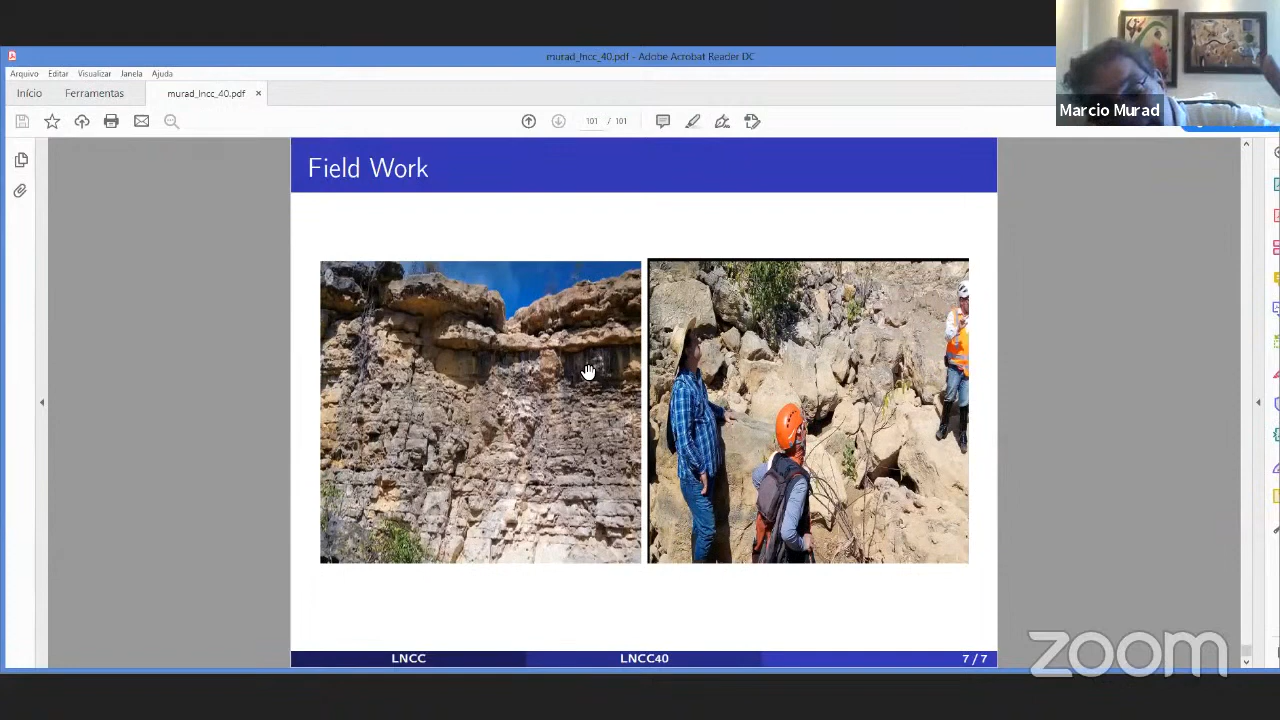 murad_lncc_40.pdf - Adobe Acrobat Reader DC
Arquivo Editar Visualizar Janela Ajuda
Início Ferramentas murad_lncc_40.pdf ×
101 / 101
Marcio Murad
Field Work
LNCC LNCC40 7 / 7
zoom